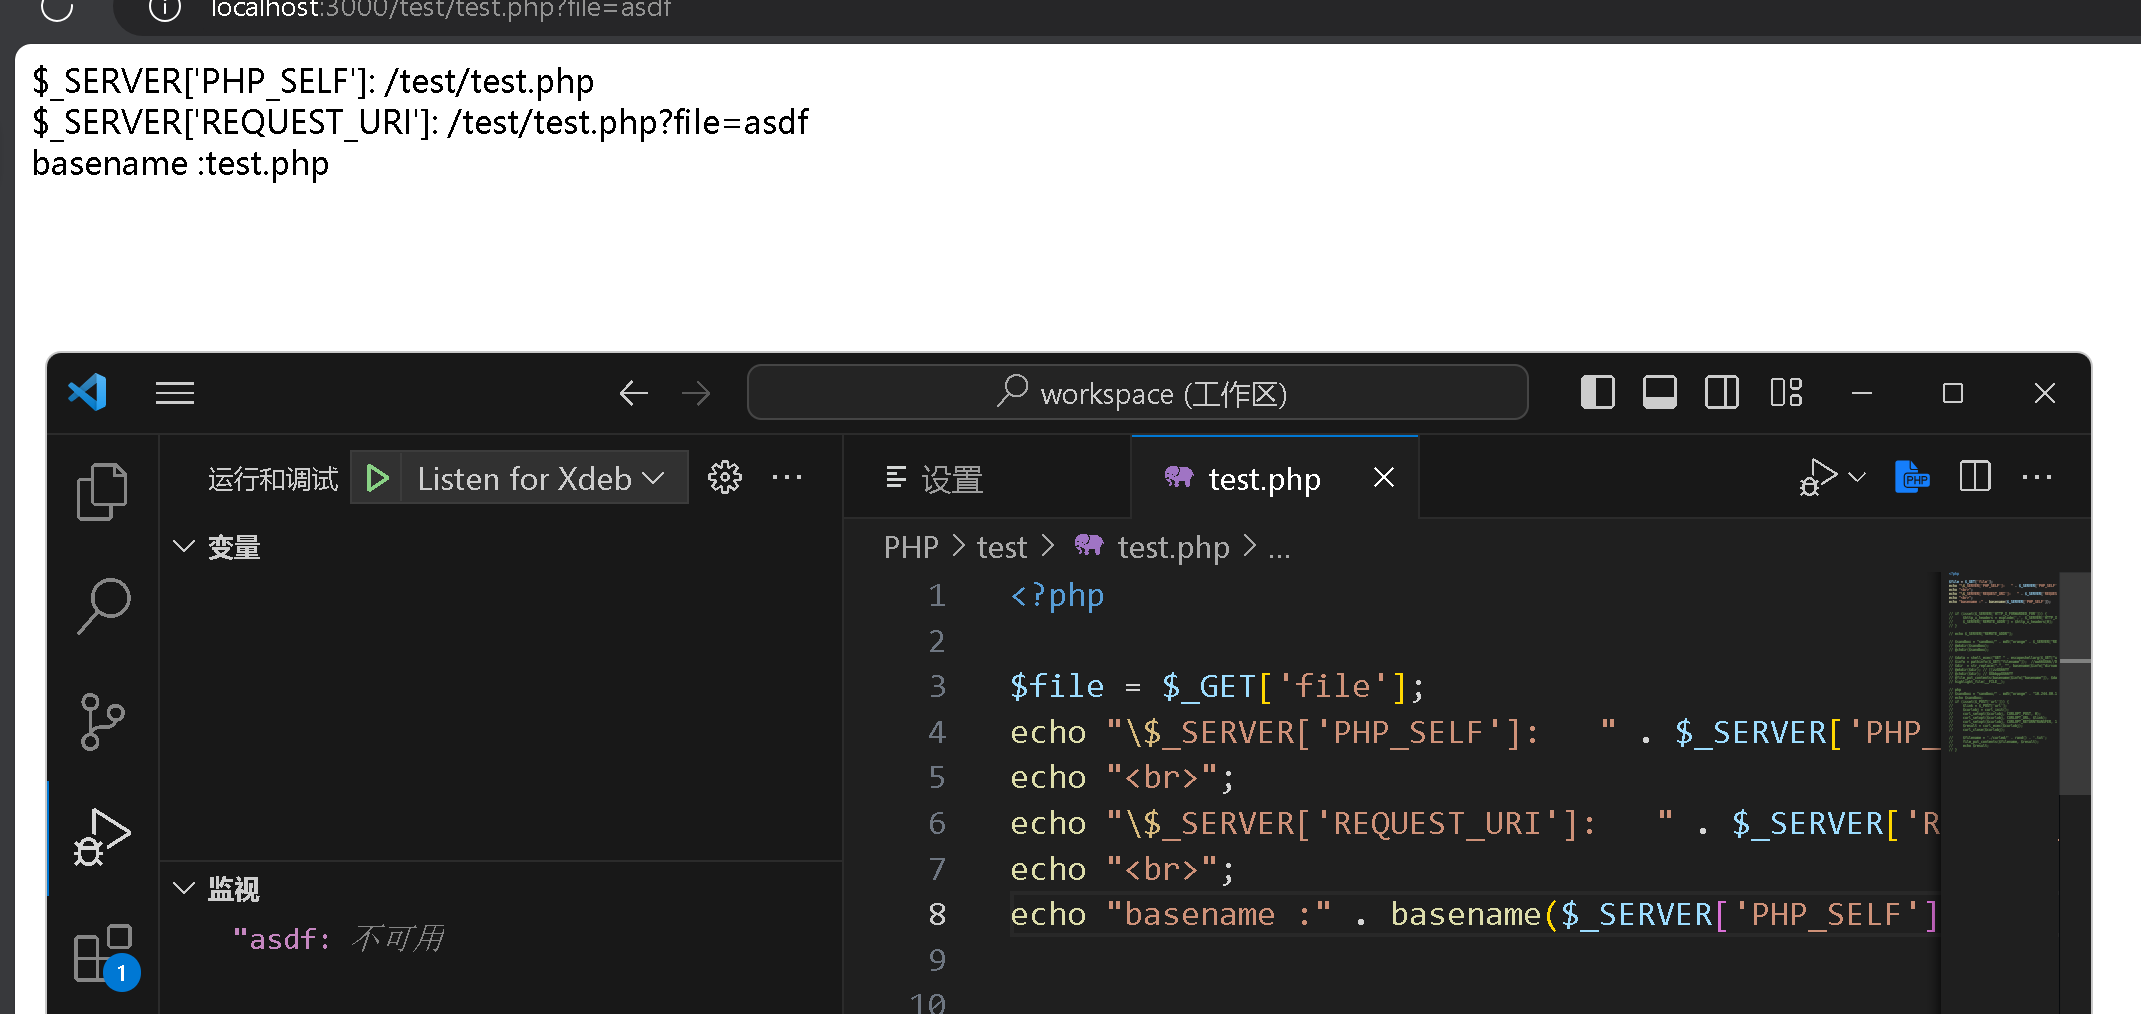 localhost:3000/test/test.php?file=asdf
$_SERVER['PHP_SELF']: /test/test.php
$_SERVER['REQUEST_URI']: /test/test.php?file=asdf
basename :test.php
workspace (工作区)
运行和调试 Listen for Xdeb
设置 test.php
变量
PHP > test > test.php > ...
1 <?php
2
3 $file = $_GET['file'];
4 echo "\$_SERVER['PHP_SELF']:   " . $_SERVER['PHP_
5 echo "<br>";
6 echo "\$_SERVER['REQUEST_URI']:   " . $_SERVER['R
7 echo "<br>";
8 echo "basename :" . basename($_SERVER['PHP_SELF']
9
10
监视
"asdf: 不可用
1